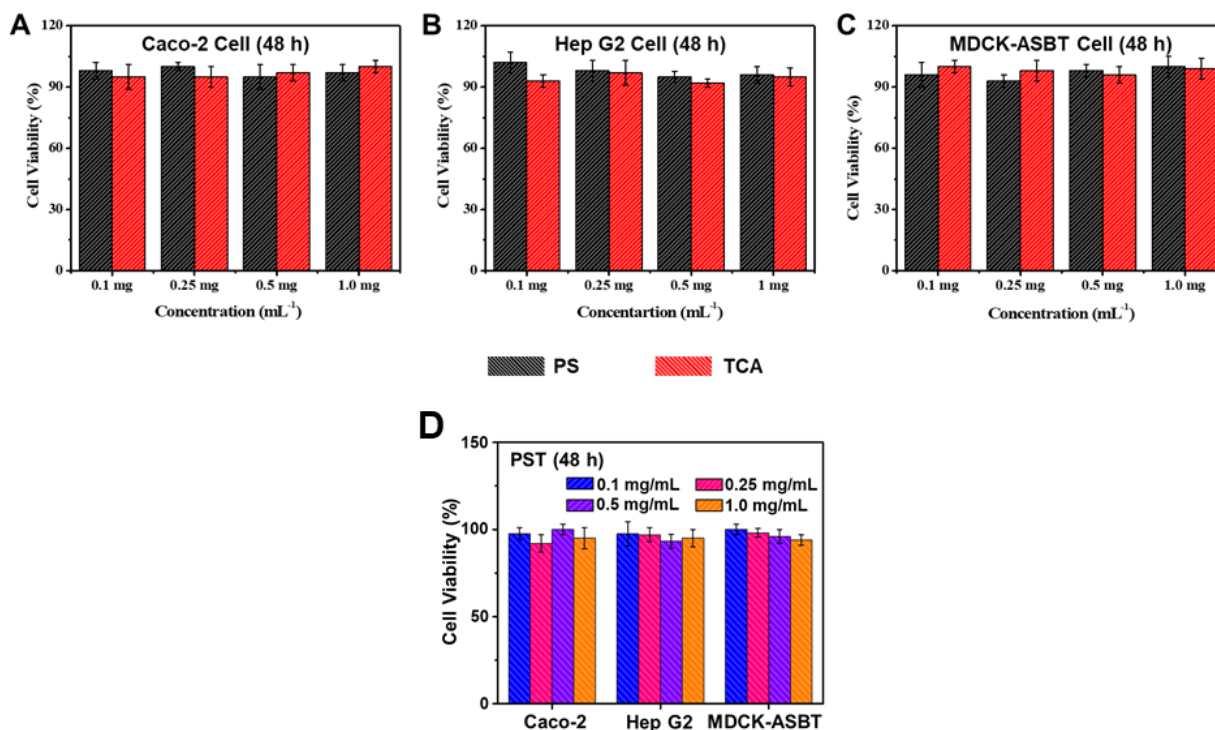 A
Caco-2 Cell (48 h)
120
90
60
30
0
Cell Viability (%)
0.1 mg 0.25 mg 0.5 mg 1.0 mg
Concentration (mL⁻¹)
B
Hep G2 Cell (48 h)
120
90
60
30
0
Cell Viability (%)
0.1 mg 0.25 mg 0.5 mg 1 mg
Concentartion (mL⁻¹)
C
MDCK-ASBT Cell (48 h)
120
90
60
30
0
Cell Viability (%)
0.1 mg 0.25 mg 0.5 mg 1.0 mg
Concentration (mL⁻¹)
PS TCA
D
PST (48 h)
0.1 mg/mL 0.25 mg/mL
0.5 mg/mL 1.0 mg/mL
150
100
50
0
Cell Viability (%)
Caco-2 Hep G2 MDCK-ASBT